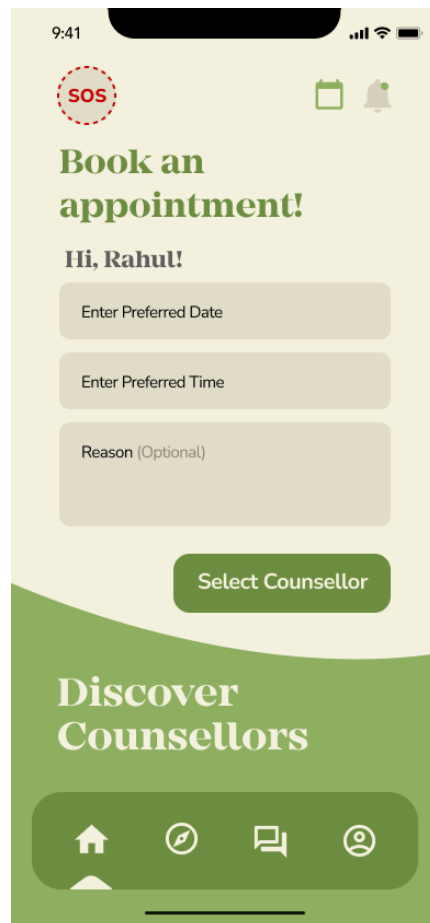 9:41
SOS
Book an
appointment!
Hi, Rahul!
Enter Preferred Date
Enter Preferred Time
Reason (Optional)
Select Counsellor
Discover
Counsellors